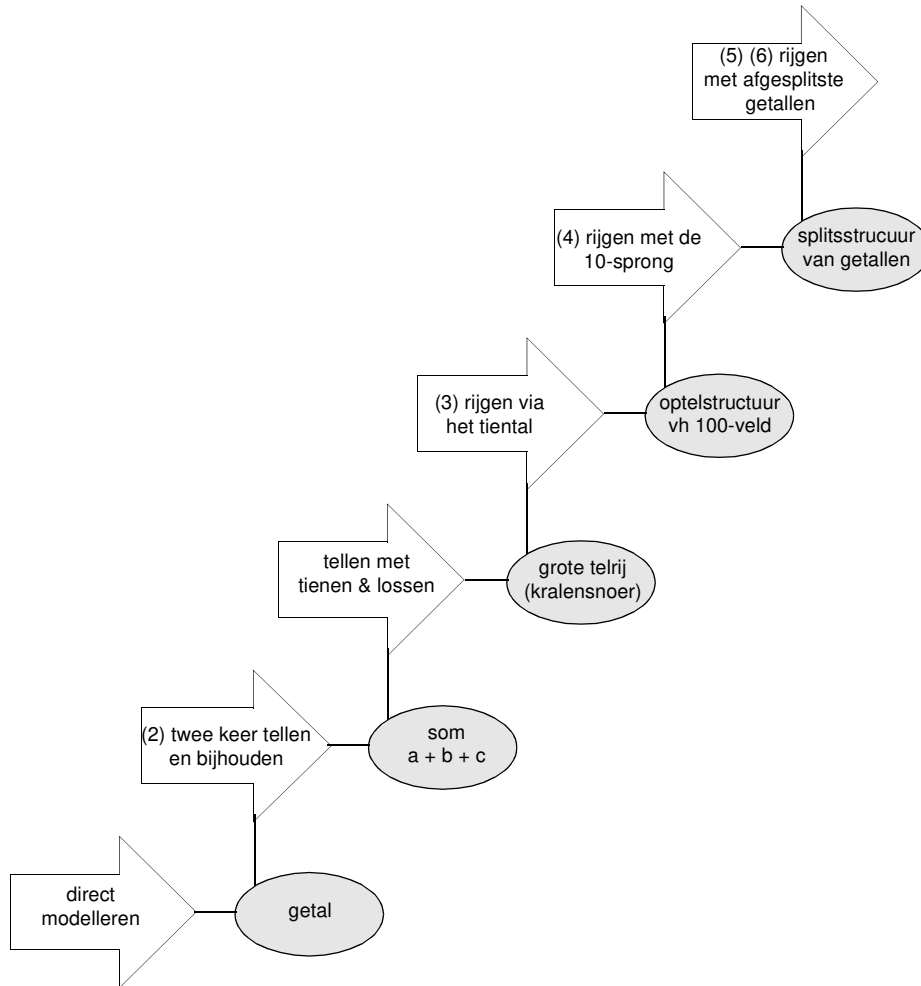 (5) (6) rijgen
met afgesplitste
getallen
(4) rijgen met de
10-sprong
splitsstrucuur
van getallen
(3) rijgen via
het tiental
optelstructuur
vh 100-veld
tellen met
tienen & lossen
grote telrij
(kralensnoer)
(2) twee keer tellen
en bijhouden
som
a + b + c
direct
modelleren
getal